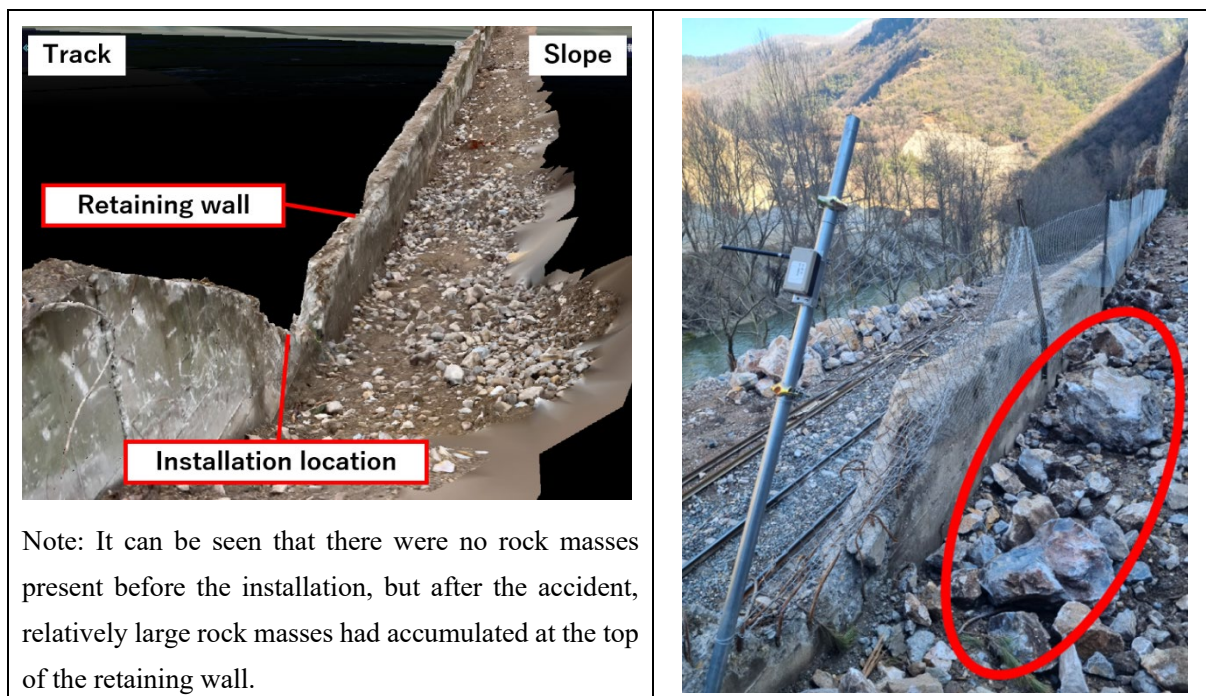 Track
Slope
Retaining wall
Installation location
Note: It can be seen that there were no rock masses
present before the installation, but after the accident,
relatively large rock masses had accumulated at the top
of the retaining wall.